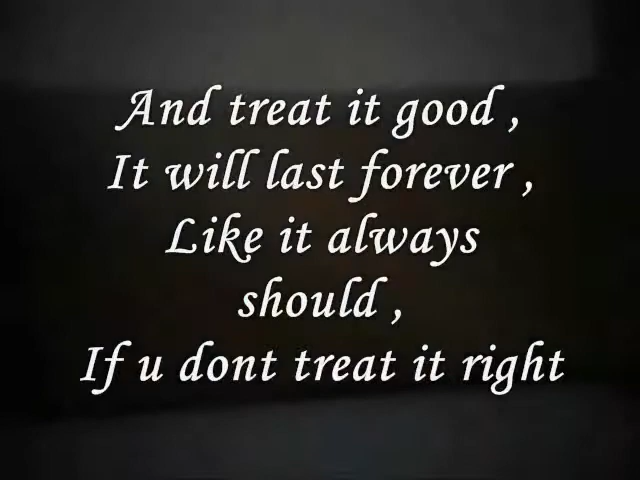 And treat it good ,
It will last forever ,
Like it always
should ,
If u dont treat it right